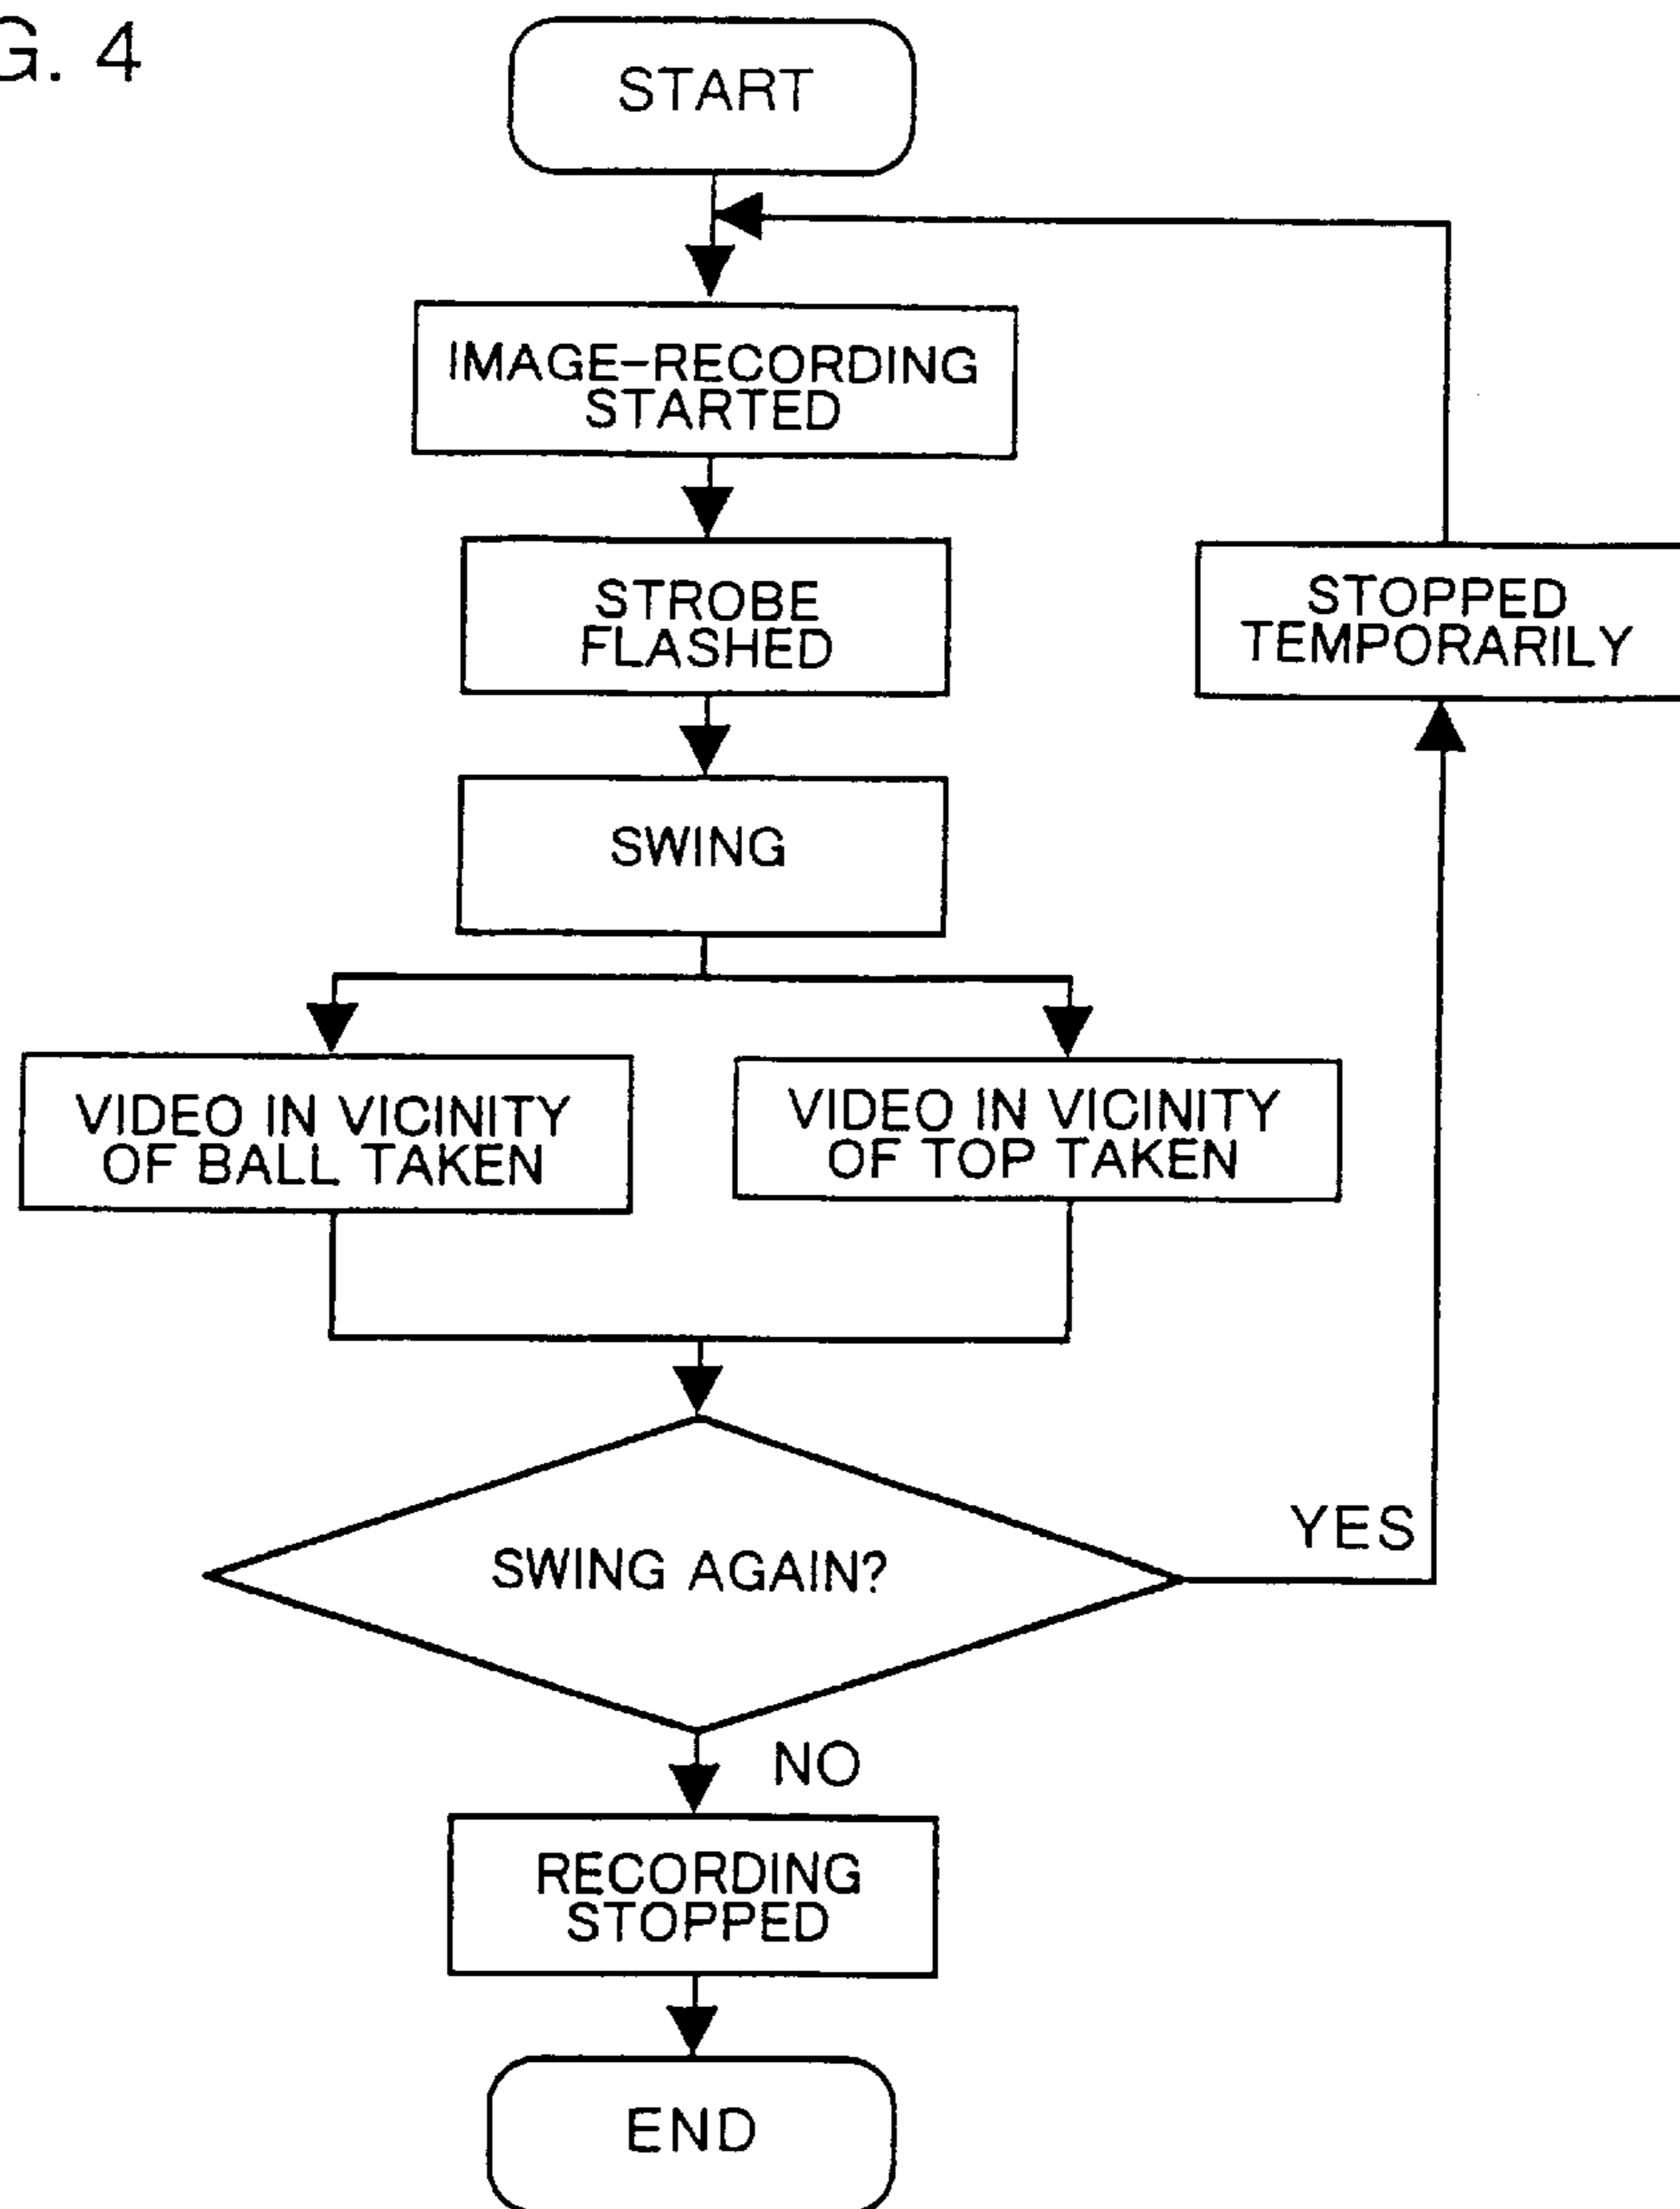 G. 4
START
IMAGE-RECORDING
STARTED
STROBE
FLASHED
STOPPED
TEMPORARILY
SWING
VIDEO IN VICINITY
OF BALL TAKEN
VIDEO IN VICINITY
OF TOP TAKEN
SWING AGAIN?
YES
NO
RECORDING
STOPPED
END